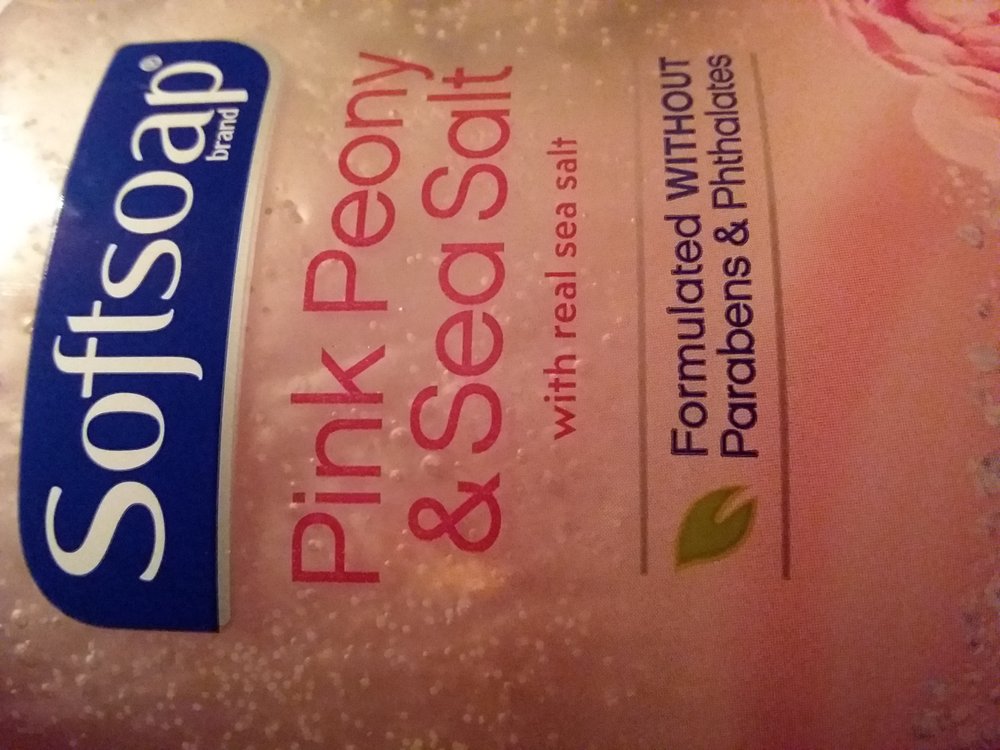 Softsoap®
brand
Pink Peony
& Sea Salt
with real sea salt
Formulated WITHOUT
Parabens & Phthalates